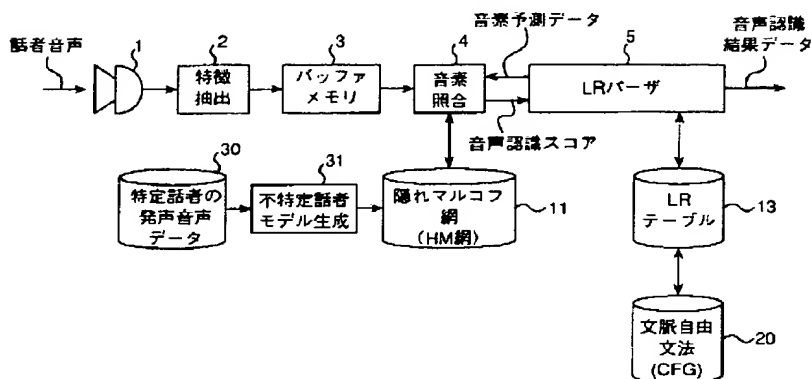 話者音声
1
2
特徴
抽出
3
バッファ
メモリ
4
音素
照合
音素予測データ
音声認識スコア
5
LRパーザ
音声認識
結果データ
30
特定話者の
発声音声
データ
31
不特定話者
モデル生成
隠れマルコフ
網
(HM網)
11
LR
テーブル
13
文脈自由
文法
(CFG)
20